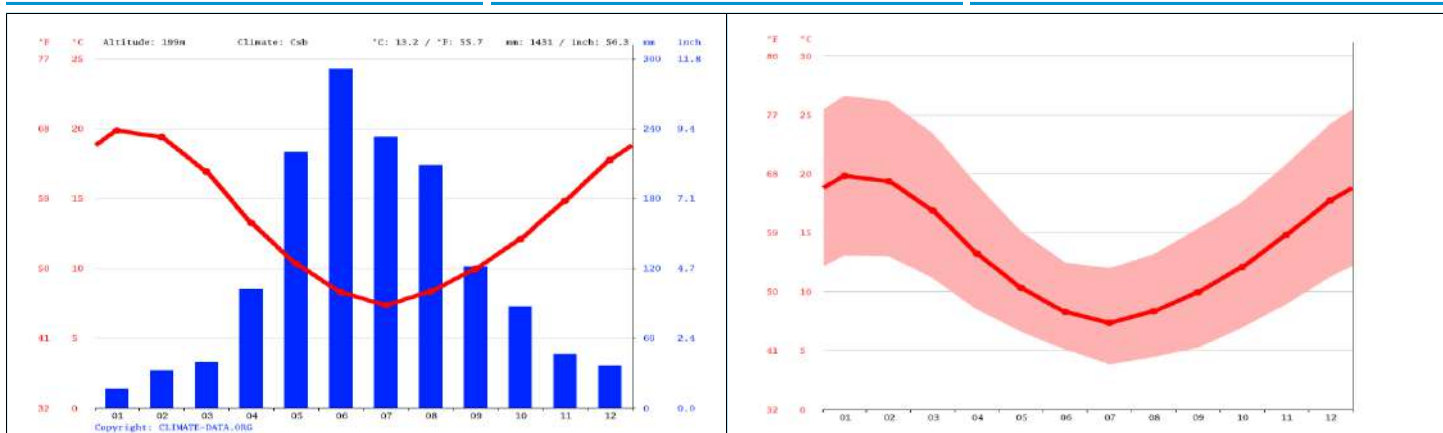 °F °C Altitude: 199m Climate: Csb °C: 13.2 / °F: 55.7 mm: 1431 / inch: 56.3 mm inch
77 25 300 11.8
68 20 240 9.4
59 15 180 7.1
50 10 120 4.7
41 5 60 2.4
32 0 0 0.0
01 02 03 04 05 06 07 08 09 10 11 12
Copyright: CLIMATE-DATA.ORG
°F °C
86 30
77 25
68 20
59 15
50 10
41 5
32 0
01 02 03 04 05 06 07 08 09 10 11 12